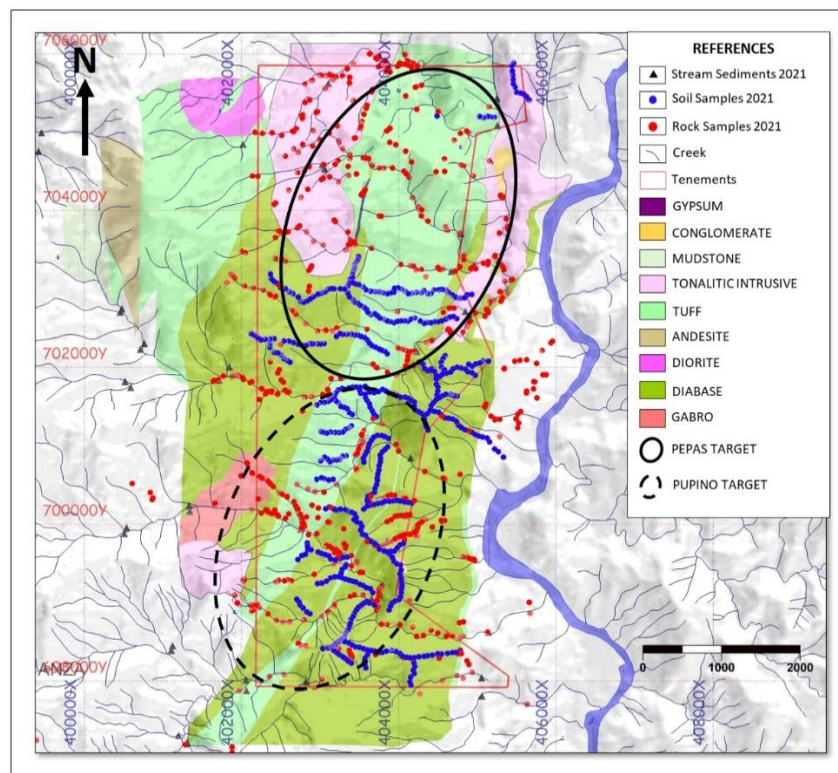 706000Y
N
400000X
402000X
404000X
406000X
REFERENCES
Stream Sediments 2021
Soil Samples 2021
Rock Samples 2021
Creek
Tenements
GYPSUM
CONGLOMERATE
MUDSTONE
TONALITIC INTRUSIVE
TUFF
ANDESITE
DIORITE
DIABASE
GABRO
PEPAS TARGET
PUPINO TARGET
704000Y
702000Y
700000Y
698000Y
ANZA
0 1000 2000
400000X
402000X
404000X
406000X
408000X